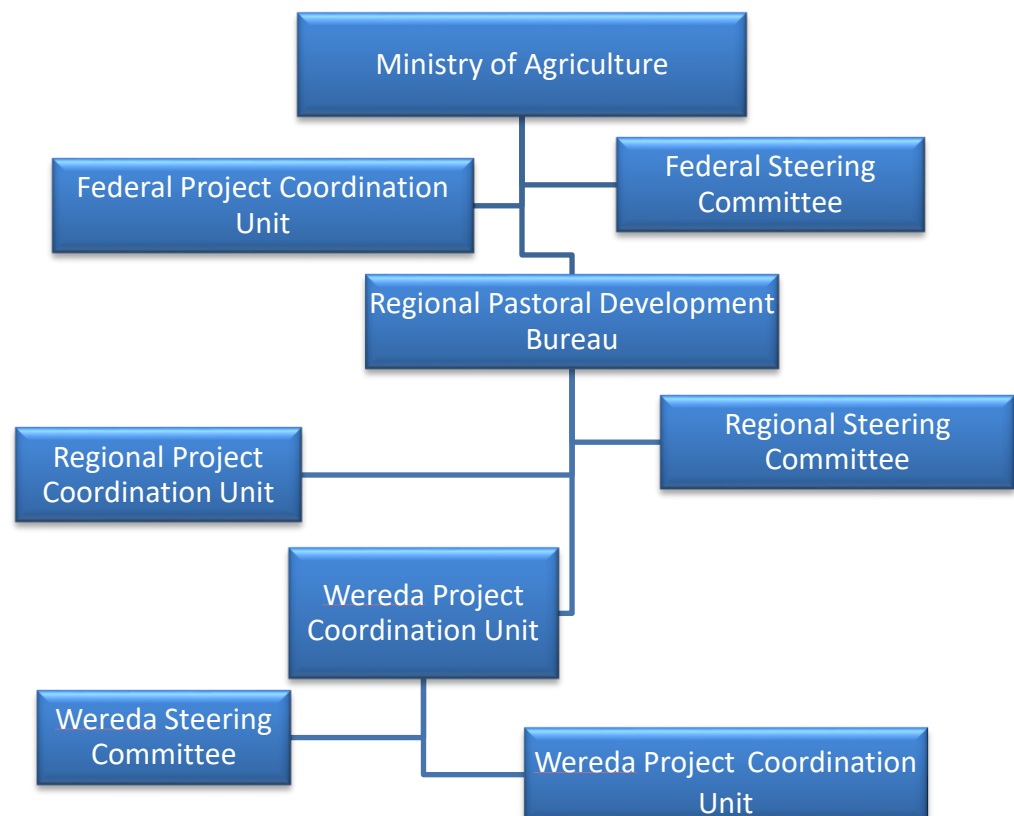 Ministry of Agriculture
Federal Project Coordination
Unit
Federal Steering
Committee
Regional Pastoral Development
Bureau
Regional Project
Coordination Unit
Regional Steering
Committee
Wereda Project
Coordination Unit
Wereda Steering
Committee
Wereda Project Coordination
Unit